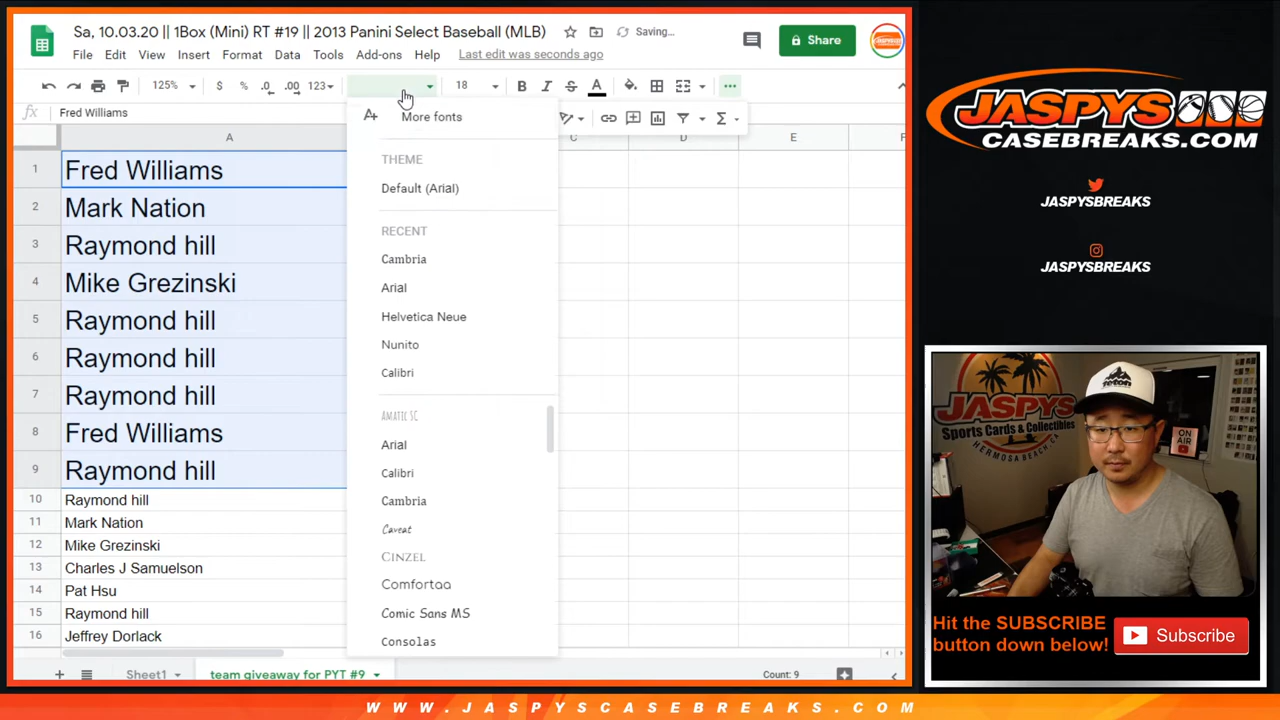 Sa, 10.03.20 || 1Box (Mini) RT #19 || 2013 Panini Select Baseball (MLB)
Saving...
File Edit View Insert Format Data Tools Add-ons Help Last edit was seconds ago
Share
125% $ % .0 .00 123 18 B I S A
More fonts
fx Fred Williams
A C D E F
1 Fred Williams
2 Mark Nation
3 Raymond hill
4 Mike Grezinski
5 Raymond hill
6 Raymond hill
7 Raymond hill
8 Fred Williams
9 Raymond hill
10 Raymond hill
11 Mark Nation
12 Mike Grezinski
13 Charles J Samuelson
14 Pat Hsu
15 Raymond hill
16 Jeffrey Dorlack
THEME
Default (Arial)
RECENT
Cambria
Arial
Helvetica Neue
Nunito
Calibri
AMATIC SC
Arial
Calibri
Cambria
Caveat
CINZEL
Comfortaa
Comic Sans MS
Consolas
Sheet1 team giveaway for PYT #9 Count: 9
JASPYS
CASEBREAKS.COM
JASPYSBREAKS
JASPYSBREAKS
JASPYS
Sports Cards & Collectibles
HERMOSA BEACH CA
ON AIR
Hit the SUBSCRIBE
button down below!
Subscribe
WWW.JASPYSCASEBREAKS.COM